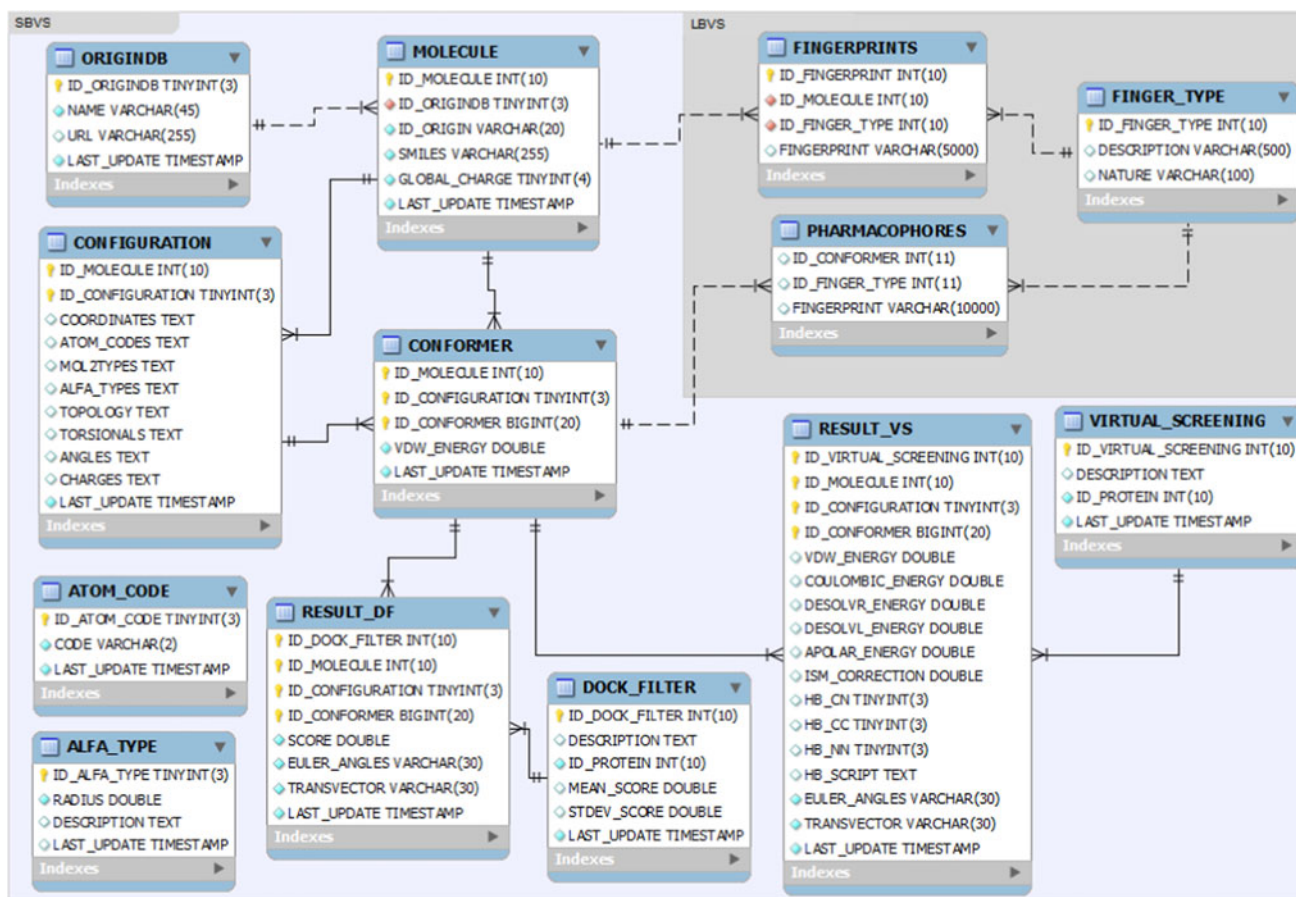 SBVS
ORIGINDB
ID_ORIGINDB TINYINT(3)
NAME VARCHAR(45)
URL VARCHAR(255)
LAST_UPDATE TIMESTAMP
Indexes
MOLECULE
ID_MOLECULE INT(10)
ID_ORIGINDB TINYINT(3)
ID_ORIGIN VARCHAR(20)
SMILES VARCHAR(255)
GLOBAL_CHARGE TINYINT(4)
LAST_UPDATE TIMESTAMP
Indexes
LBVS
FINGERPRINTS
ID_FINGERPRINT INT(10)
ID_MOLECULE INT(10)
ID_FINGER_TYPE INT(10)
FINGERPRINT VARCHAR(5000)
Indexes
FINGER_TYPE
ID_FINGER_TYPE INT(10)
DESCRIPTION VARCHAR(500)
NATURE VARCHAR(100)
Indexes
PHARMACOPHORES
ID_CONFORMER INT(11)
ID_FINGER_TYPE INT(11)
FINGERPRINT VARCHAR(10000)
Indexes
CONFIGURATION
ID_MOLECULE INT(10)
ID_CONFIGURATION TINYINT(3)
COORDINATES TEXT
ATOM_CODES TEXT
MOL2TYPES TEXT
ALFA_TYPES TEXT
TOPOLOGY TEXT
TORSIONALS TEXT
ANGLES TEXT
CHARGES TEXT
LAST_UPDATE TIMESTAMP
Indexes
CONFORMER
ID_MOLECULE INT(10)
ID_CONFIGURATION TINYINT(3)
ID_CONFORMER BIGINT(20)
VDW_ENERGY DOUBLE
LAST_UPDATE TIMESTAMP
Indexes
RESULT_VS
ID_VIRTUAL_SCREENING INT(10)
ID_MOLECULE INT(10)
ID_CONFIGURATION TINYINT(3)
ID_CONFORMER BIGINT(20)
VDW_ENERGY DOUBLE
COULOMBIC_ENERGY DOUBLE
DESOLVR_ENERGY DOUBLE
DESOLVL_ENERGY DOUBLE
APOLAR_ENERGY DOUBLE
ISM_CORRECTION DOUBLE
HB_CN TINYINT(3)
HB_CC TINYINT(3)
HB_NN TINYINT(3)
HB_SCRIPT TEXT
EULER_ANGLES VARCHAR(30)
TRANSVECTOR VARCHAR(30)
LAST_UPDATE TIMESTAMP
Indexes
VIRTUAL_SCREENING
ID_VIRTUAL_SCREENING INT(10)
DESCRIPTION TEXT
ID_PROTEIN INT(10)
LAST_UPDATE TIMESTAMP
Indexes
ATOM_CODE
ID_ATOM_CODE TINYINT(3)
CODE VARCHAR(2)
LAST_UPDATE TIMESTAMP
Indexes
RESULT_DF
ID_DOCK_FILTER INT(10)
ID_MOLECULE INT(10)
ID_CONFIGURATION TINYINT(3)
ID_CONFORMER BIGINT(20)
SCORE DOUBLE
EULER_ANGLES VARCHAR(30)
TRANSVECTOR VARCHAR(30)
LAST_UPDATE TIMESTAMP
Indexes
DOCK_FILTER
ID_DOCK_FILTER INT(10)
DESCRIPTION TEXT
ID_PROTEIN INT(10)
MEAN_SCORE DOUBLE
STDEV_SCORE DOUBLE
LAST_UPDATE TIMESTAMP
Indexes
ALFA_TYPE
ID_ALFA_TYPE TINYINT(3)
RADIUS DOUBLE
DESCRIPTION TEXT
LAST_UPDATE TIMESTAMP
Indexes